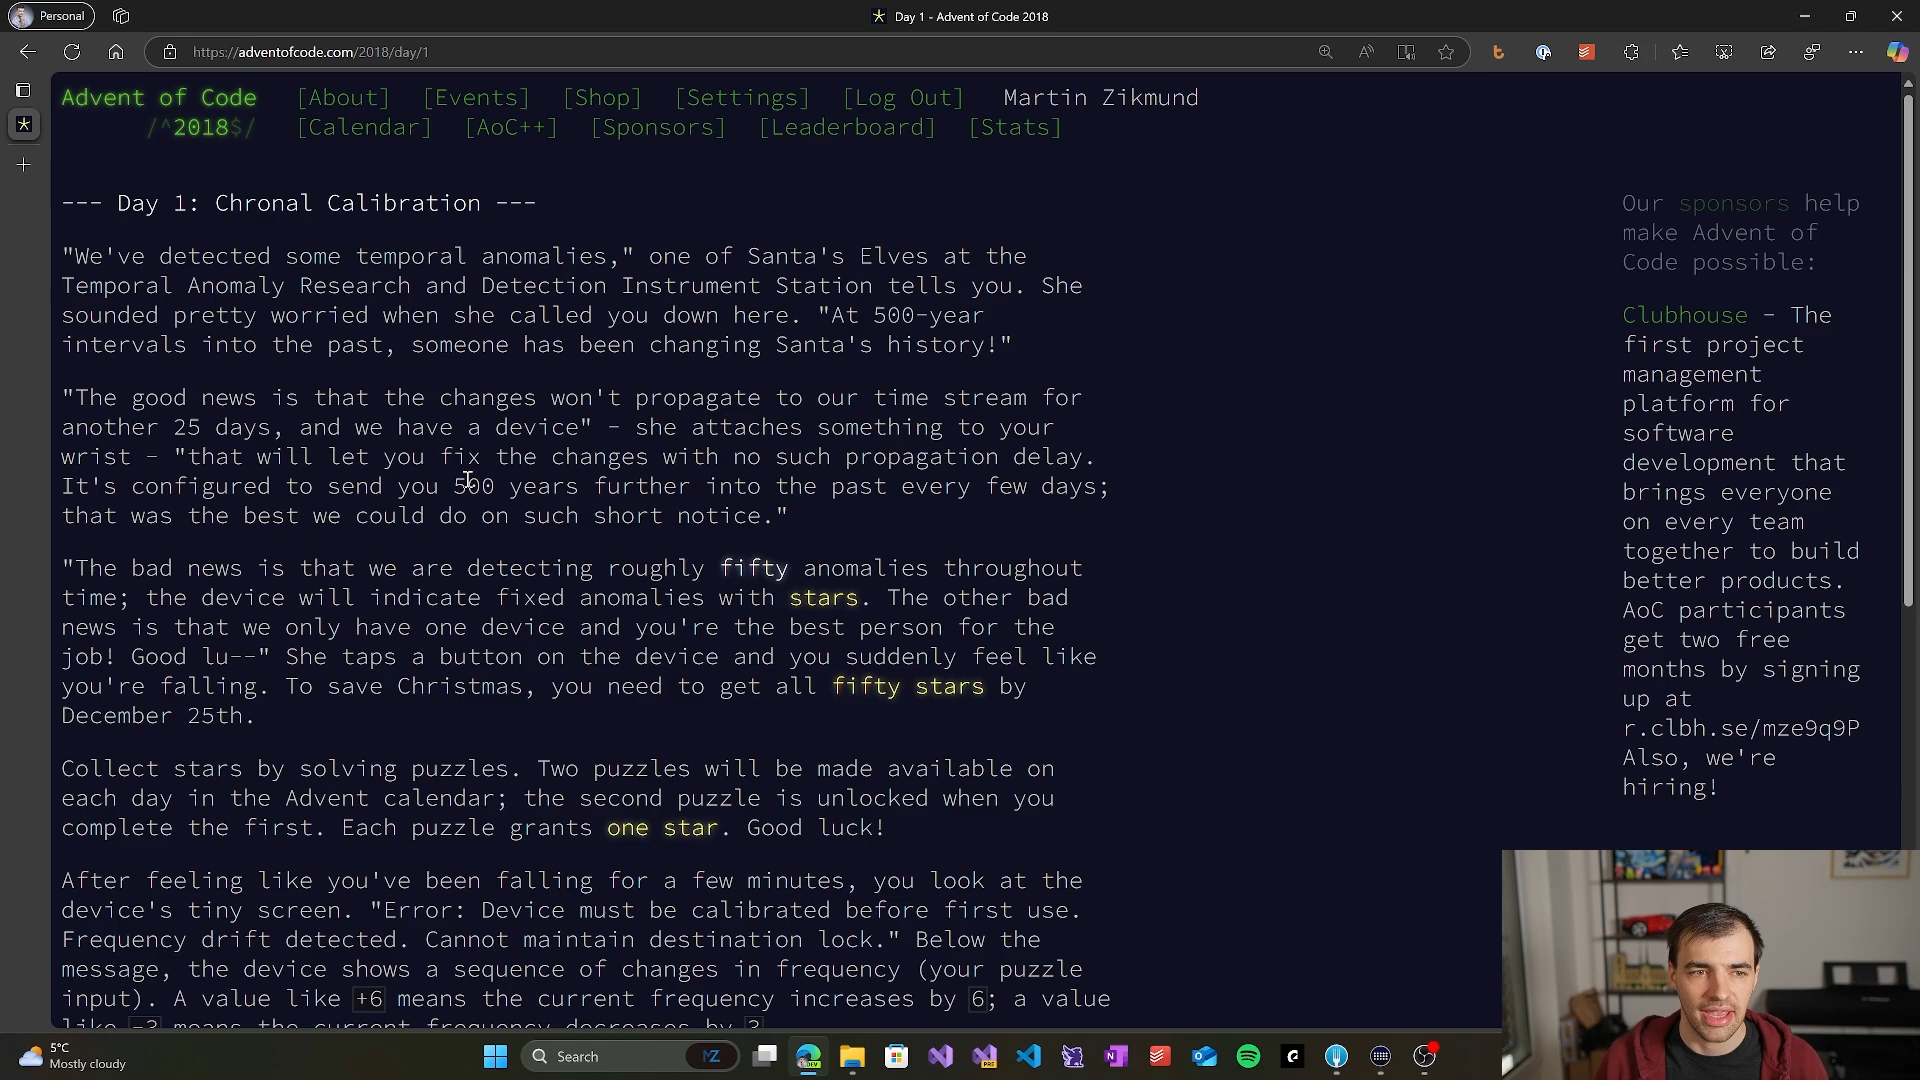 Personal
Day 1 - Advent of Code 2018
https://adventofcode.com/2018/day/1
Advent of Code [About] [Events] [Shop] [Settings] [Log Out] Martin Zikmund
/^2018$/ [Calendar] [AoC++] [Sponsors] [Leaderboard] [Stats]
--- Day 1: Chronal Calibration ---
"We've detected some temporal anomalies," one of Santa's Elves at the
Temporal Anomaly Research and Detection Instrument Station tells you. She
sounded pretty worried when she called you down here. "At 500-year
intervals into the past, someone has been changing Santa's history!"
"The good news is that the changes won't propagate to our time stream for
another 25 days, and we have a device" - she attaches something to your
wrist - "that will let you fix the changes with no such propagation delay.
It's configured to send you 500 years further into the past every few days;
that was the best we could do on such short notice."
"The bad news is that we are detecting roughly fifty anomalies throughout
time; the device will indicate fixed anomalies with stars. The other bad
news is that we only have one device and you're the best person for the
job! Good lu--" She taps a button on the device and you suddenly feel like
you're falling. To save Christmas, you need to get all fifty stars by
December 25th.
Collect stars by solving puzzles. Two puzzles will be made available on
each day in the Advent calendar; the second puzzle is unlocked when you
complete the first. Each puzzle grants one star. Good luck!
After feeling like you've been falling for a few minutes, you look at the
device's tiny screen. "Error: Device must be calibrated before first use.
Frequency drift detected. Cannot maintain destination lock." Below the
message, the device shows a sequence of changes in frequency (your puzzle
input). A value like +6 means the current frequency increases by 6; a value
like -3 means the current frequency decreases by 3
Our sponsors help
make Advent of
Code possible:
Clubhouse - The
first project
management
platform for
software
development that
brings everyone
on every team
together to build
better products.
AoC participants
get two free
months by signing
up at
r.clbh.se/mze9q9P
Also, we're
hiring!
5°C
Mostly cloudy
Search
MZ